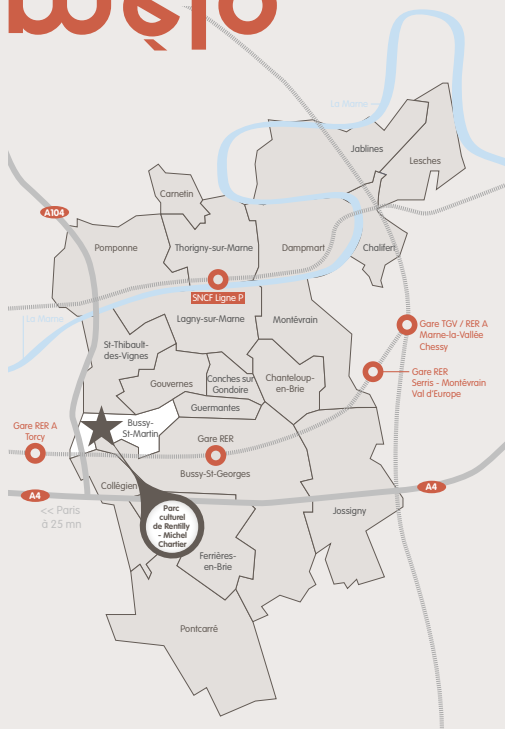 La Marne
Jablines
Lesches
Carnetin
A104
Pomponne
Thorigny-sur-Marne
Dampmart
Chalifert
SNCF Ligne P
La Marne
Lagny-sur-Marne
Montévrain
Gare TGV / RER A
Marne-la-Vallée
Chessy
St-Thibault-
des-Vignes
Gouvernes
Conches sur
Gondoire
Chanteloup-
en-Brie
Gare RER
Serris - Montévrain
Val d'Europe
Guermantes
Bussy-
St-Martin
Gare RER A
Torcy
Gare RER
Bussy-St-Georges
Collégien
A4
A4
<< Paris
à 25 mn
Parc
culturel
de Rentilly
- Michel
Chartier
Jossigny
Ferrières-
en-Brie
Pontcarré